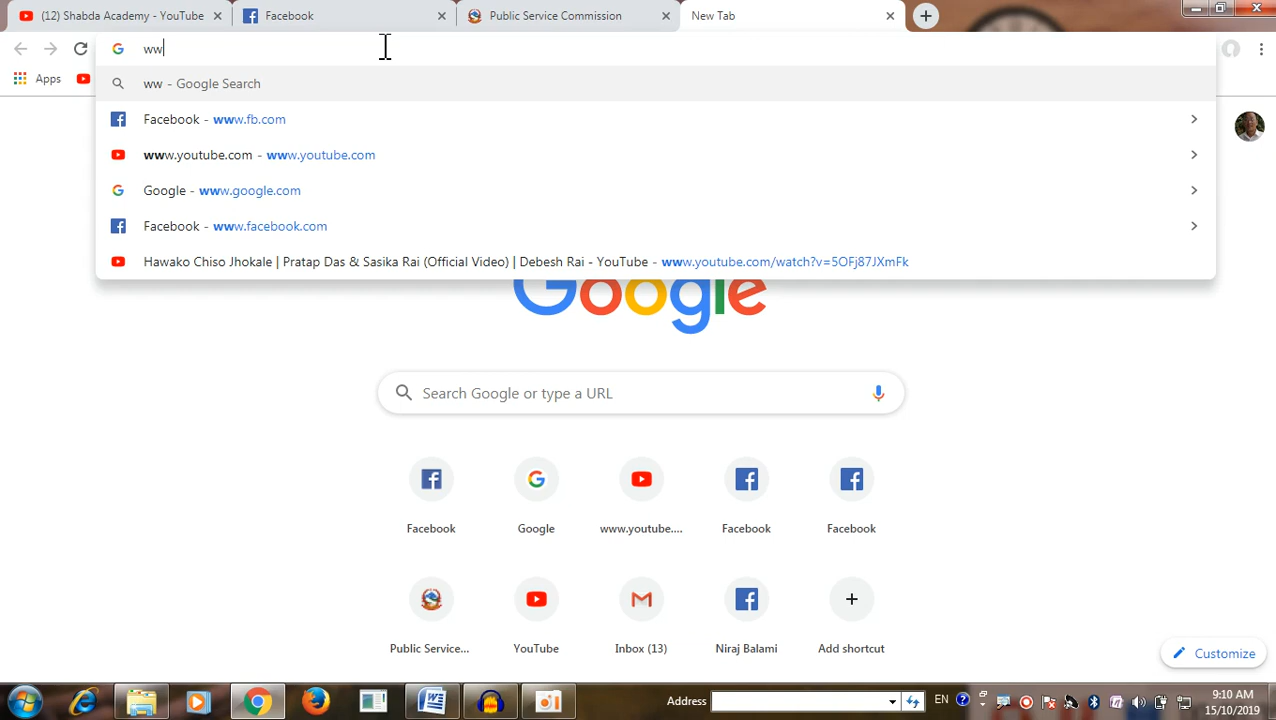 (12) Shabda Academy - YouTube
Facebook
Public Service Commission
New Tab
ww
Apps
ww - Google Search
Facebook - www.fb.com
www.youtube.com - www.youtube.com
Google - www.google.com
Facebook - www.facebook.com
Hawako Chiso Jhokale | Pratap Das & Sasika Rai (Official Video) | Debesh Rai - YouTube - www.youtube.com/watch?v=5OFj87JXmFk
Google
Search Google or type a URL
Facebook
Google
www.youtube....
Facebook
Facebook
Public Service...
YouTube
Inbox (13)
Niraj Balami
Add shortcut
Customize
Address
EN
9:10 AM
15/10/2019